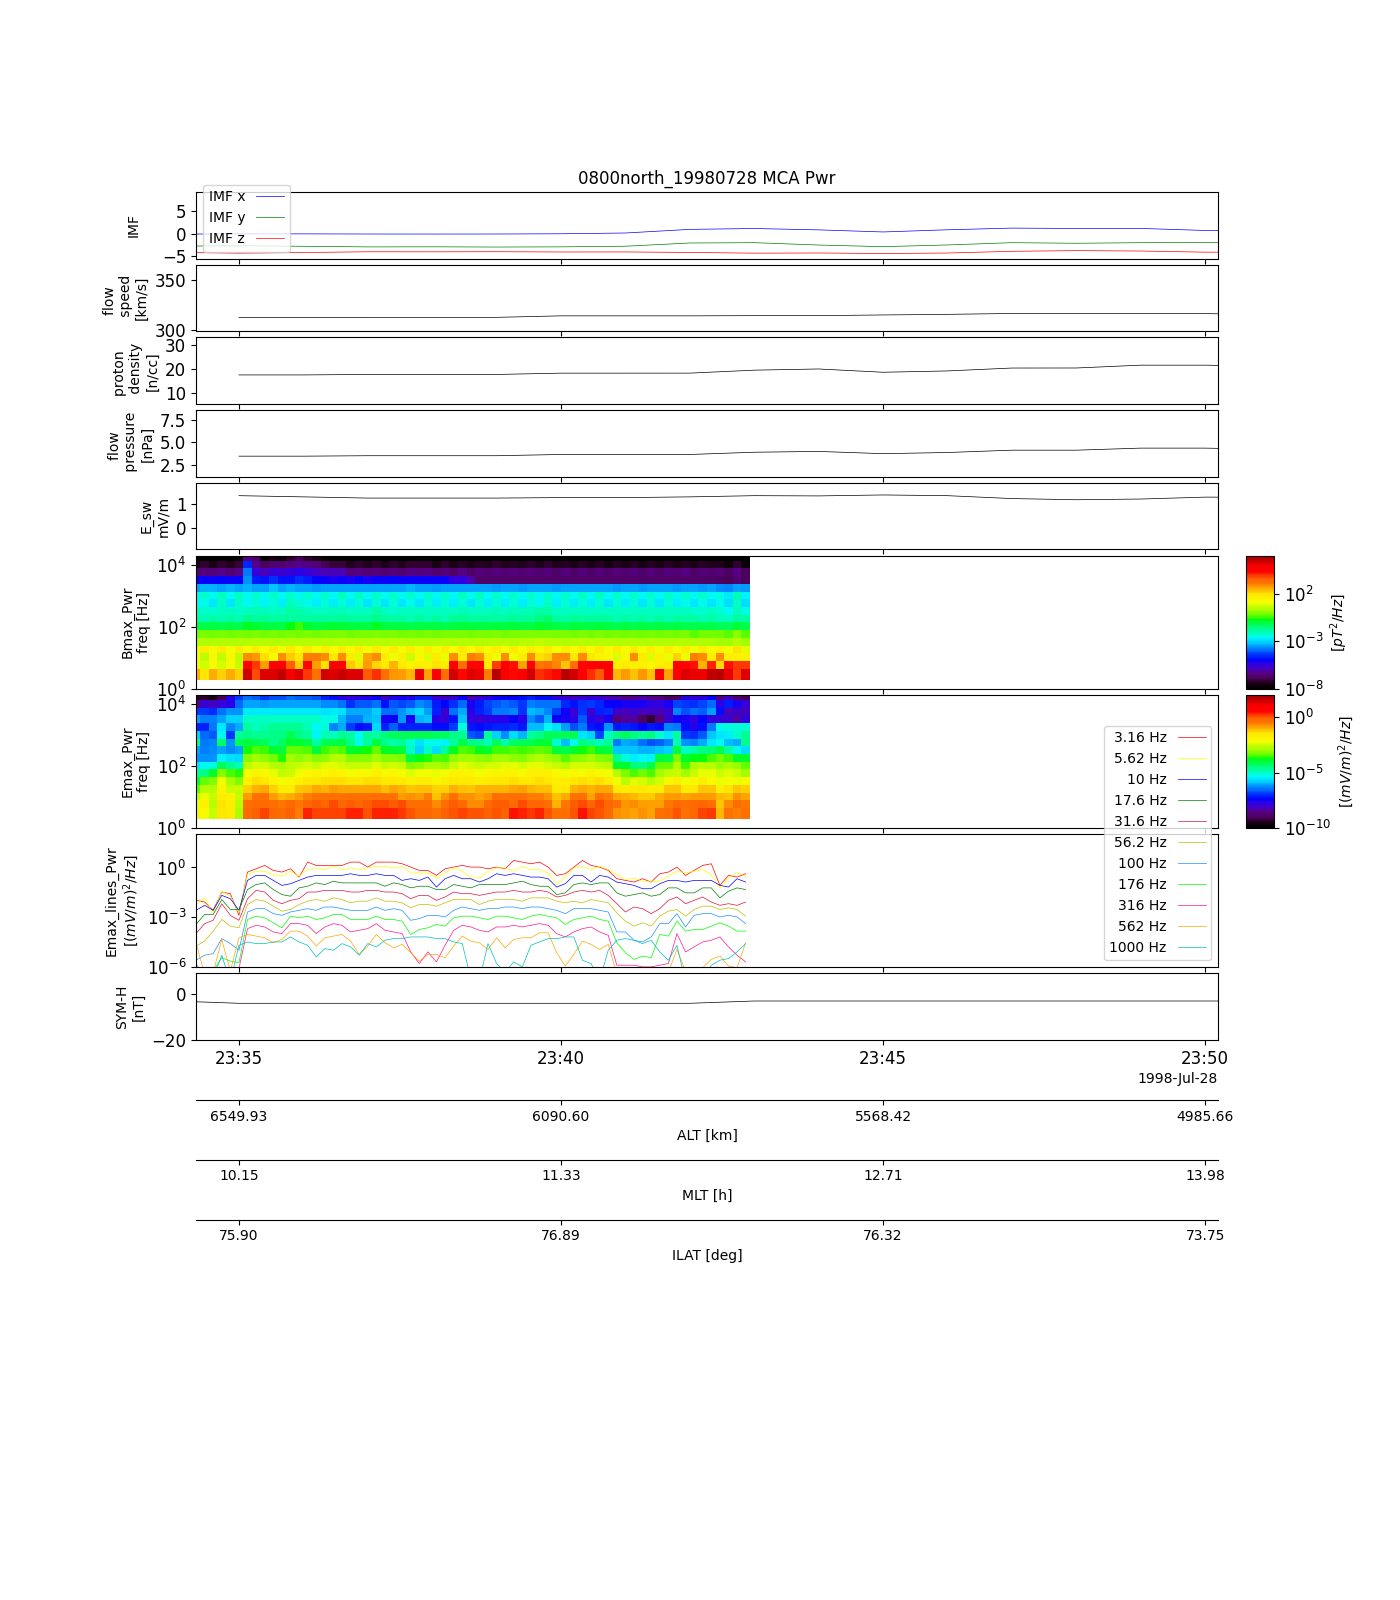 0800north_19980728 MCA Pwr
IMF x
IMF y
IMF z
IMF
5
0
−5
flow
speed
[km/s]
350
300
proton
density
[n/cc]
30
20
10
flow
pressure
[nPa]
7.5
5.0
2.5
E_sw
mV/m
1
0
Bmax_Pwr
freq [Hz]
10^4
10^2
10^0
10^2
10^−3
10^−8
[pT^2/Hz]
Emax_Pwr
freq [Hz]
10^4
10^2
10^0
10^0
10^−5
10^−10
[(mV/m)^2/Hz]
3.16 Hz
5.62 Hz
10 Hz
17.6 Hz
31.6 Hz
56.2 Hz
100 Hz
176 Hz
316 Hz
562 Hz
1000 Hz
Emax_lines_Pwr
[(mV/m)^2/Hz]
10^0
10^−3
10^−6
SYM-H
[nT]
0
−20
23:35 23:40 23:45 23:50
1998-Jul-28
6549.93 6090.60 5568.42 4985.66
ALT [km]
10.15 11.33 12.71 13.98
MLT [h]
75.90 76.89 76.32 73.75
ILAT [deg]